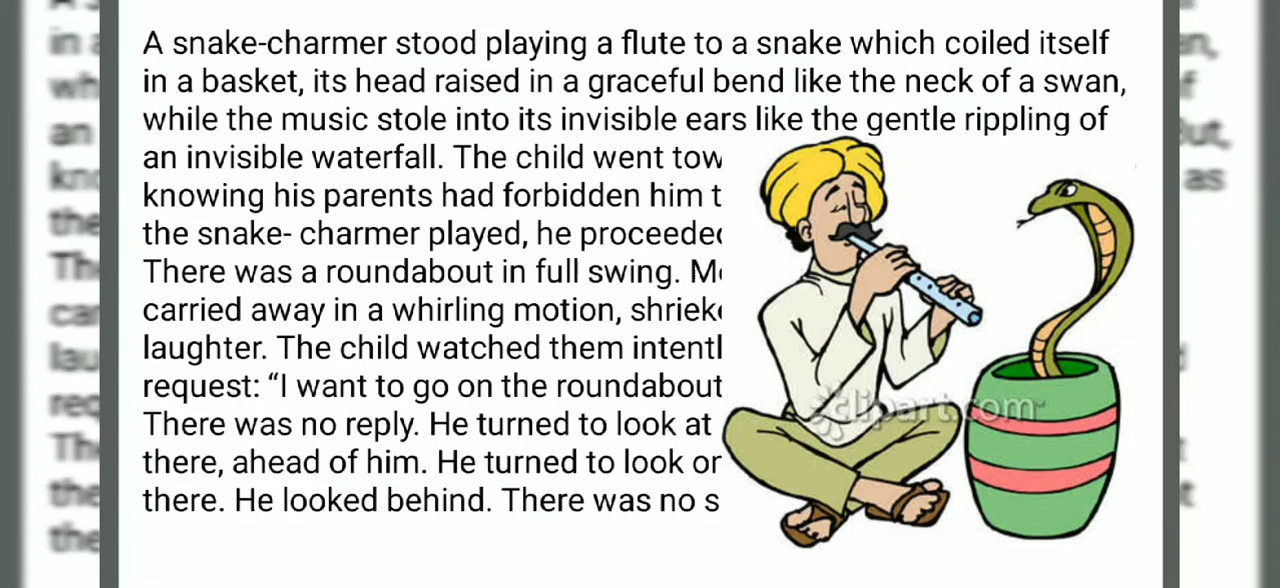 A snake-charmer stood playing a flute to a snake which coiled itself
in a basket, its head raised in a graceful bend like the neck of a swan,
while the music stole into its invisible ears like the gentle rippling of
an invisible waterfall. The child went tow
knowing his parents had forbidden him t
the snake- charmer played, he proceede
There was a roundabout in full swing. M
carried away in a whirling motion, shriek
laughter. The child watched them intentl
request: “I want to go on the roundabout
There was no reply. He turned to look at
there, ahead of him. He turned to look or
there. He looked behind. There was no s
clipart.com